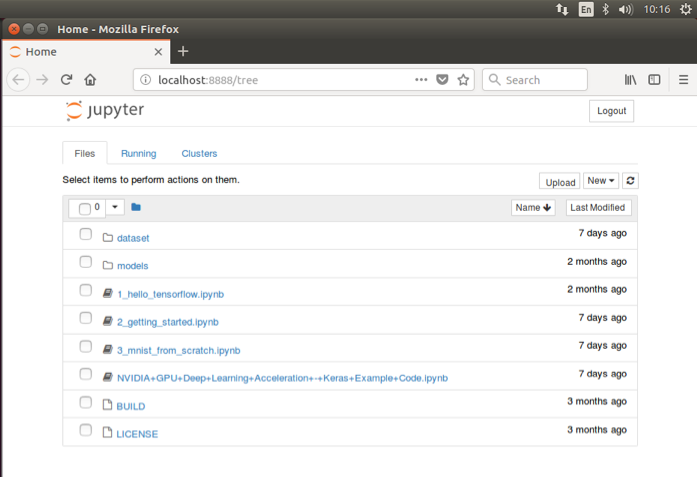 En 10:16
Home - Mozilla Firefox
Home
localhost:8888/tree Search
jupyter Logout
Files Running Clusters
Select items to perform actions on them. Upload New
0 Name Last Modified
dataset 7 days ago
models 2 months ago
1_hello_tensorflow.ipynb 2 months ago
2_getting_started.ipynb 7 days ago
3_mnist_from_scratch.ipynb 7 days ago
NVIDIA+GPU+Deep+Learning+Acceleration+-+Keras+Example+Code.ipynb 7 days ago
BUILD 3 months ago
LICENSE 3 months ago